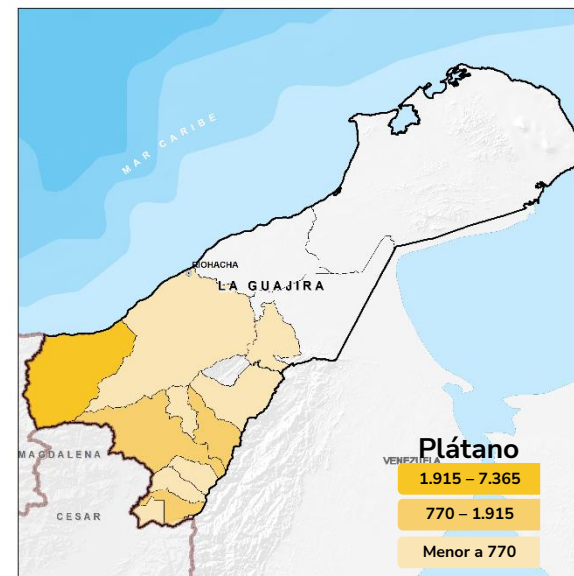 MAR CARIBE
RIOHACHA
LA GUAJIRA
MAGDALENA
CESAR
VENEZUELA
Plátano
1.915 – 7.365
770 – 1.915
Menor a 770